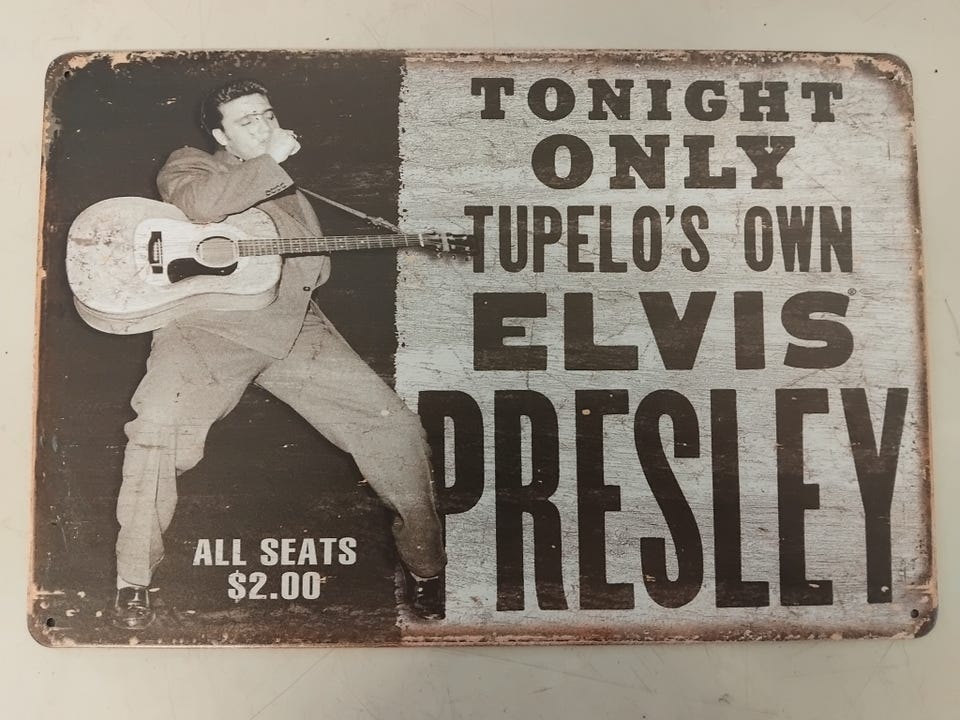 TONIGHT
ONLY
TUPELO'S OWN
ELVIS®
PRESLEY
ALL SEATS
$2.00